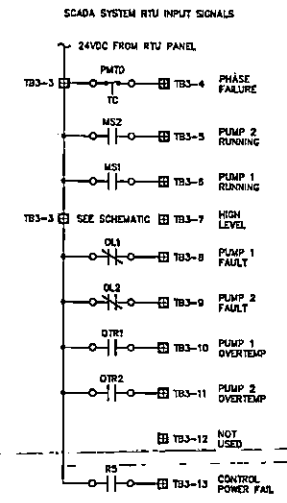 SCADA SYSTEM RTU INPUT SIGNALS
24VDC FROM RTU PANEL
PMTD
TB3-3 TB3-4 PHASE
FAILURE
TC
MS2
TB3-5 PUMP 2
RUNNING
MS1
TB3-6 PUMP 1
RUNNING
TB3-3 SEE SCHEMATIC TB3-7 HIGH
LEVEL
OL1
TB3-8 PUMP 1
FAULT
OL2
TB3-9 PUMP 2
FAULT
OTR1
TB3-10 PUMP 1
OVERTEMP
OTR2
TB3-11 PUMP 2
OVERTEMP
TB3-12 NOT
USED
R5
TB3-13 CONTROL
POWER FAIL